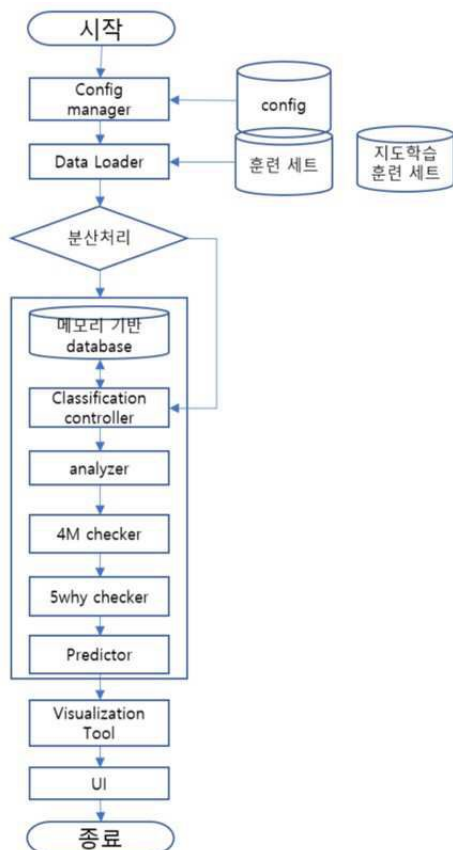 시작
Config
manager
config
Data Loader
훈련 세트
지도학습
훈련 세트
분산처리
메모리 기반
database
Classification
controller
analyzer
4M checker
5why checker
Predictor
Visualization
Tool
UI
종료